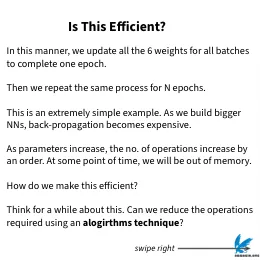 Is This Efficient?
In this manner, we update all the 6 weights for all batches
to complete one epoch.
Then we repeat the same process for N epochs.
This is an extremely simple example. As we build bigger
NNs, back-propagation becomes expensive.
As parameters increase, the no. of operations increase by
an order. At some point of time, we will be out of memory.
How do we make this efficient?
Think for a while about this. Can we reduce the operations
required using an alogirthms technique?
swipe right